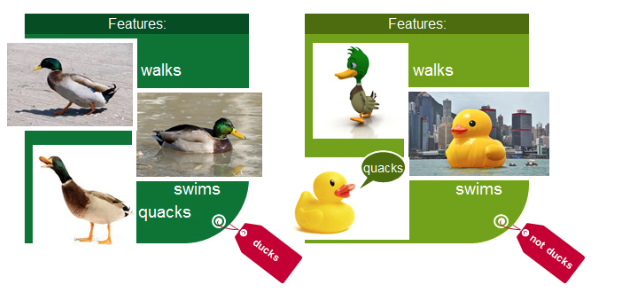 Features:
walks
swims
quacks
ducks
Features:
walks
quacks
swims
not ducks